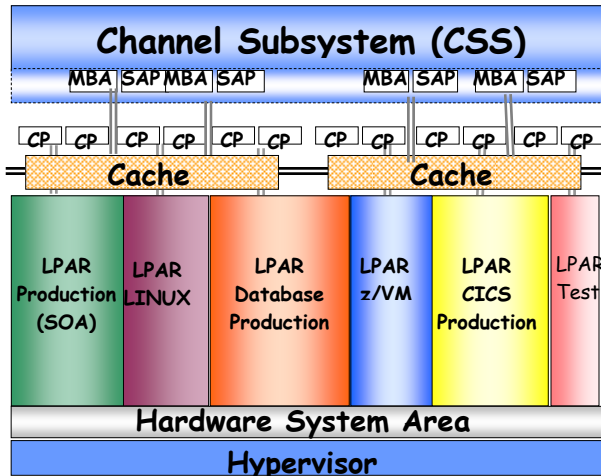 Channel Subsystem (CSS)
MBA SAP MBA SAP MBA SAP MBA SAP
CP CP CP CP CP CP CP CP CP CP CP CP
Cache
Cache
LPAR
Production
(SOA)
LPAR
LINUX
LPAR
Database
Production
LPAR
z/VM
LPAR
CICS
Production
LPAR
Test
Hardware System Area
Hypervisor